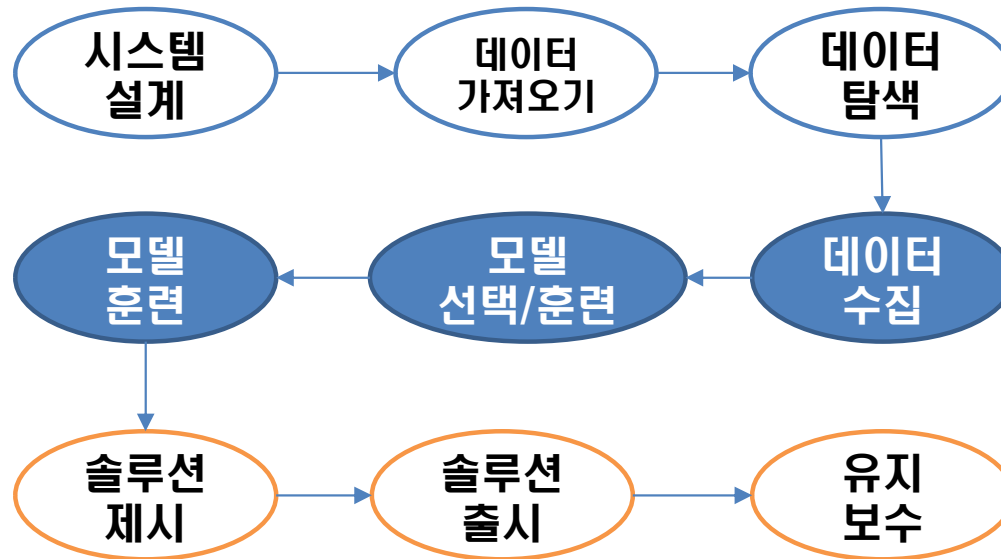 시스템
설계
데이터
가져오기
데이터
탐색
데이터
수집
모델
선택/훈련
모델
훈련
솔루션
제시
솔루션
출시
유지
보수